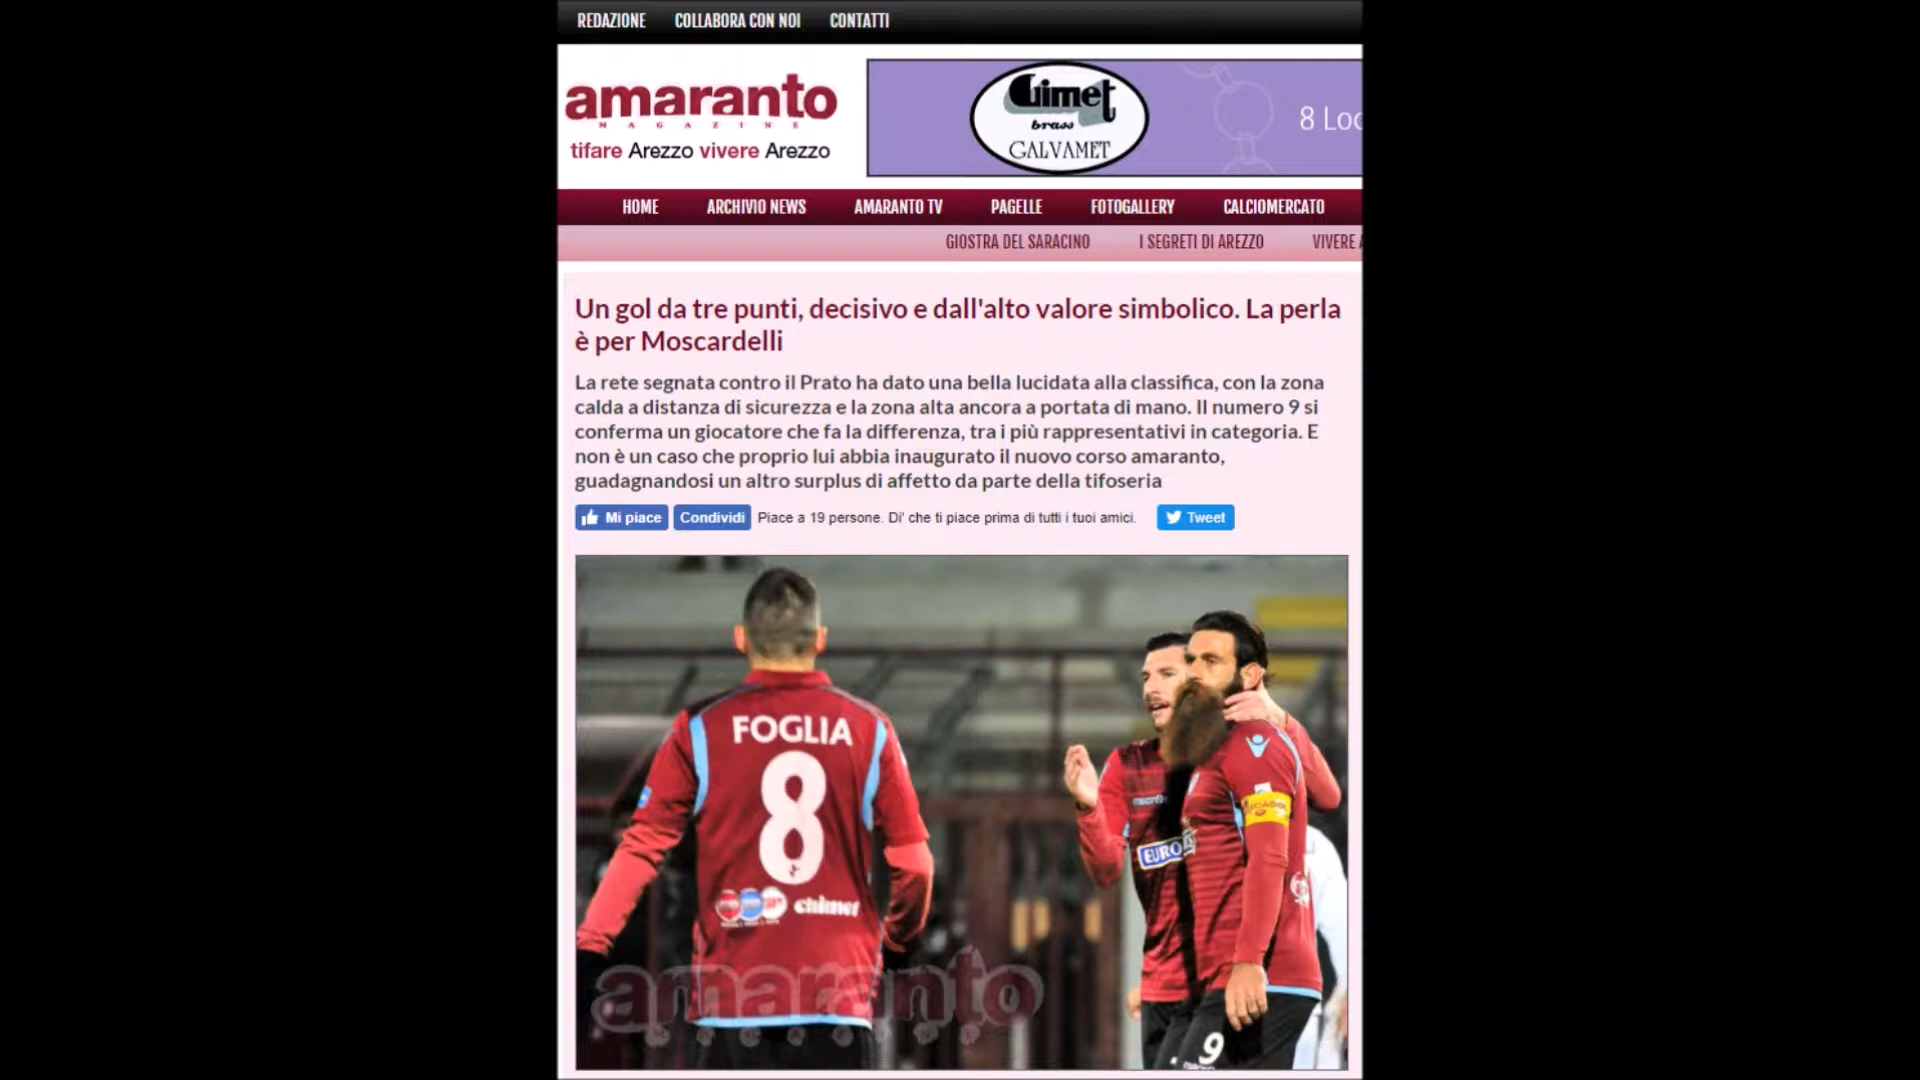 REDAZIONE COLLABORA CON NOI CONTATTI
amaranto
MAGAZINE
tifare Arezzo vivere Arezzo
Chimet
brass
GALVAMET
8 Loc
HOME ARCHIVIO NEWS AMARANTO TV PAGELLE FOTOGALLERY CALCIOMERCATO
GIOSTRA DEL SARACINO I SEGRETI DI AREZZO VIVERE A
Un gol da tre punti, decisivo e dall'alto valore simbolico. La perla
è per Moscardelli
La rete segnata contro il Prato ha dato una bella lucidata alla classifica, con la zona
calda a distanza di sicurezza e la zona alta ancora a portata di mano. Il numero 9 si
conferma un giocatore che fa la differenza, tra i più rappresentativi in categoria. E
non è un caso che proprio lui abbia inaugurato il nuovo corso amaranto,
guadagnandosi un altro surplus di affetto da parte della tifoseria
Mi piace Condividi Piace a 19 persone. Di' che ti piace prima di tutti i tuoi amici. Tweet
FOGLIA
8
chimet
EURO
9
amaranto